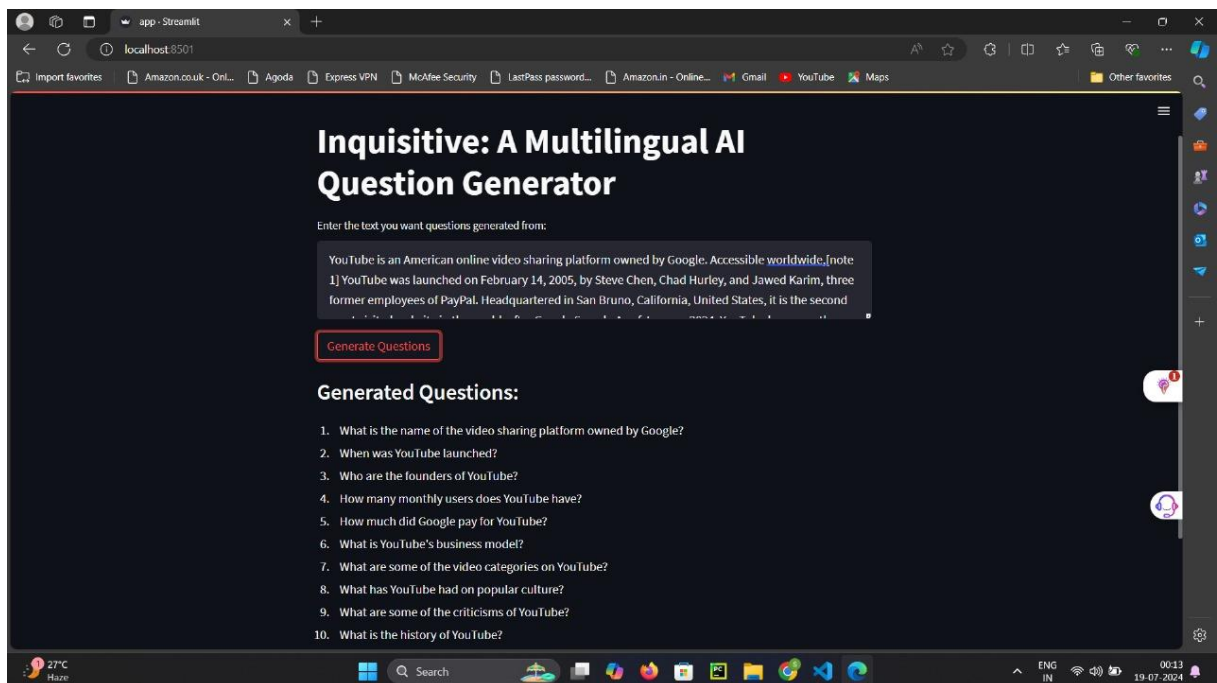 app · Streamlit
localhost:8501
Import favorites
Amazon.co.uk - Onl...
Agoda
Express VPN
McAfee Security
LastPass password...
Amazon.in - Online...
Gmail
YouTube
Maps
Other favorites
Inquisitive: A Multilingual AI
Question Generator
Enter the text you want questions generated from:
YouTube is an American online video sharing platform owned by Google. Accessible worldwide,[note
1] YouTube was launched on February 14, 2005, by Steve Chen, Chad Hurley, and Jawed Karim, three
former employees of PayPal. Headquartered in San Bruno, California, United States, it is the second
Generate Questions
Generated Questions:
1. What is the name of the video sharing platform owned by Google?
2. When was YouTube launched?
3. Who are the founders of YouTube?
4. How many monthly users does YouTube have?
5. How much did Google pay for YouTube?
6. What is YouTube's business model?
7. What are some of the video categories on YouTube?
8. What has YouTube had on popular culture?
9. What are some of the criticisms of YouTube?
10. What is the history of YouTube?
1
1
27°C
Haze
Search
ENG
IN
00:13
19-07-2024